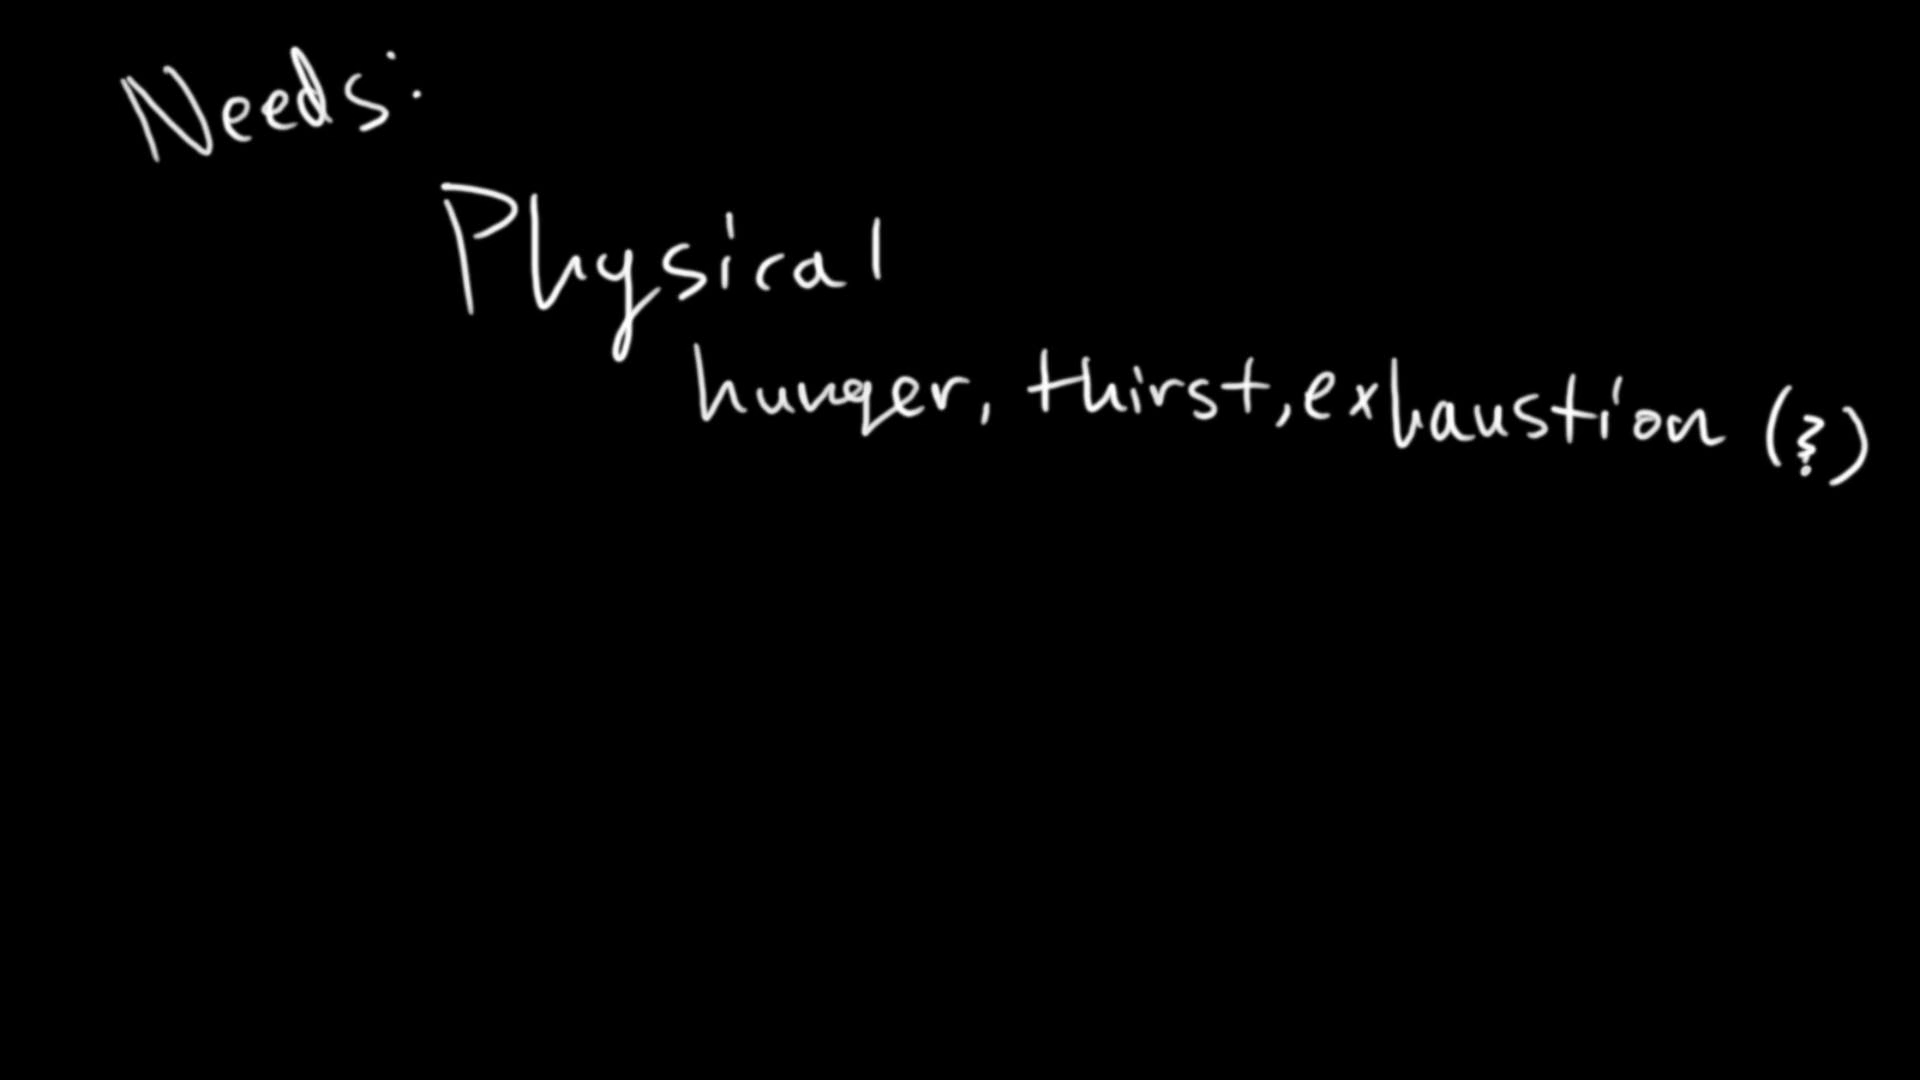 Needs:
Physical
hunger, thirst, exhaustion (?)